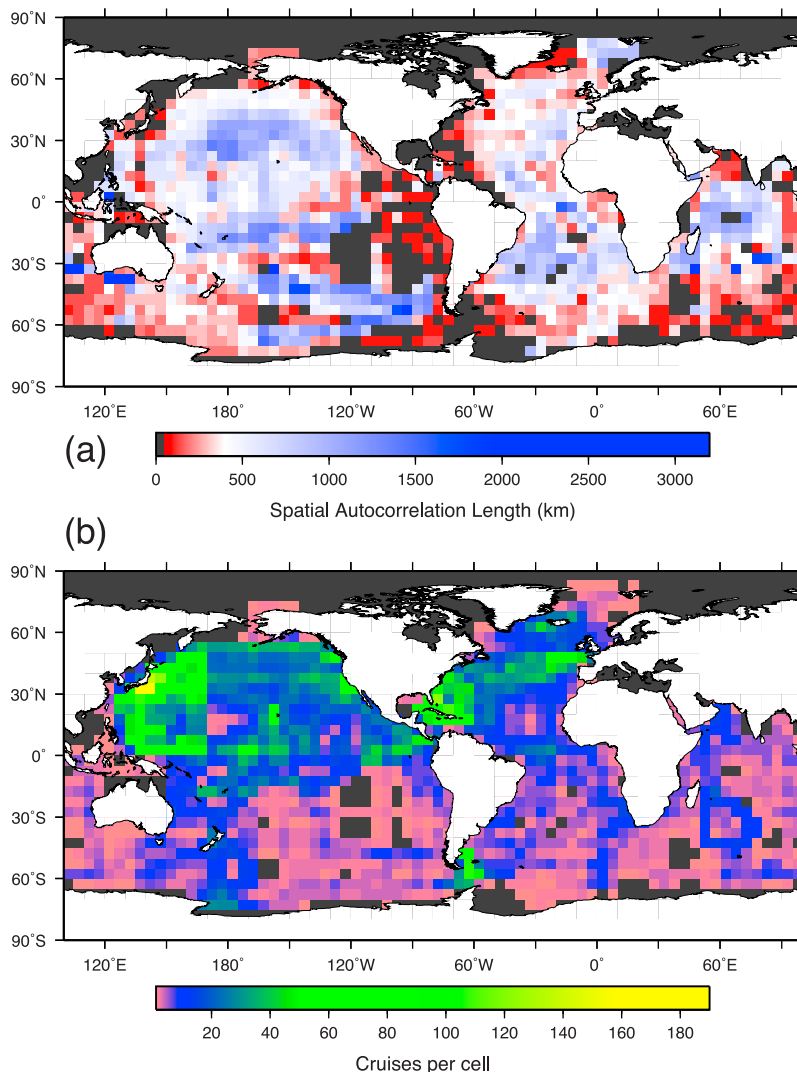 90˚N
60˚N
30˚N
0˚
30˚S
60˚S
90˚S
120˚E 180˚ 120˚W 60˚W 0˚ 60˚E
(a)
0 500 1000 1500 2000 2500 3000
Spatial Autocorrelation Length (km)
(b)
90˚N
60˚N
30˚N
0˚
30˚S
60˚S
90˚S
120˚E 180˚ 120˚W 60˚W 0˚ 60˚E
20 40 60 80 100 120 140 160 180
Cruises per cell